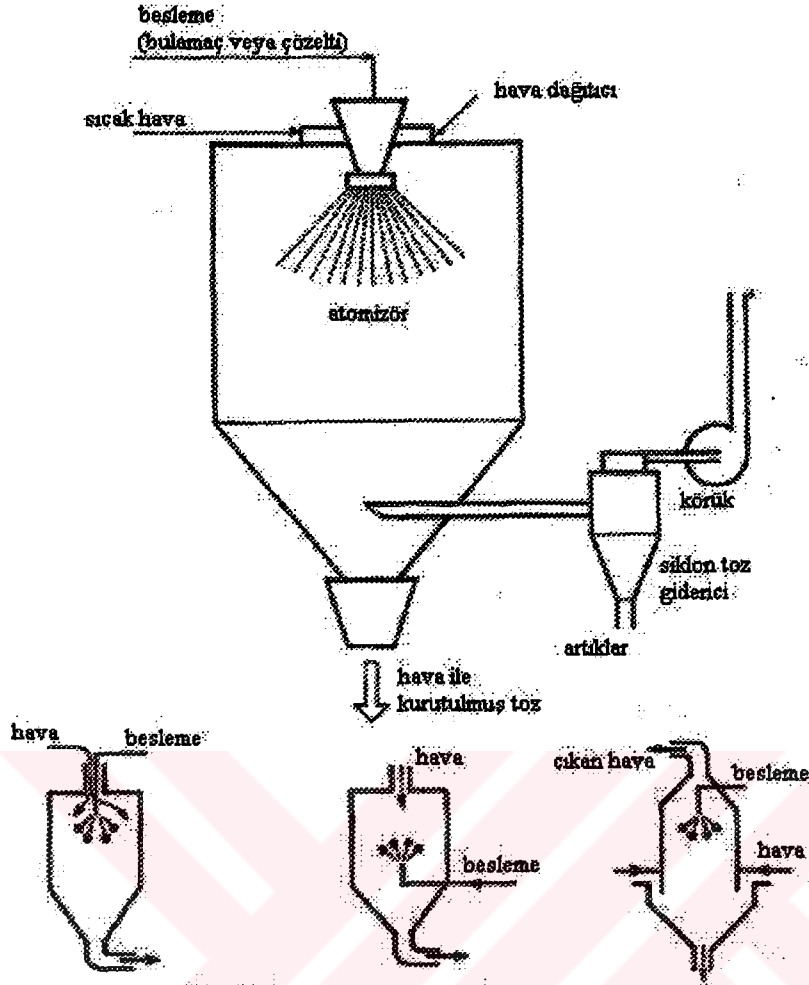 besleme
(bulamaç veya çözelti)
hava dağıtıcı
sıcak hava
atomizör
körük
siklon toz
giderici
artıklar
hava ile
kurutulmuş toz
hava
besleme
hava
besleme
çıkan hava
besleme
hava